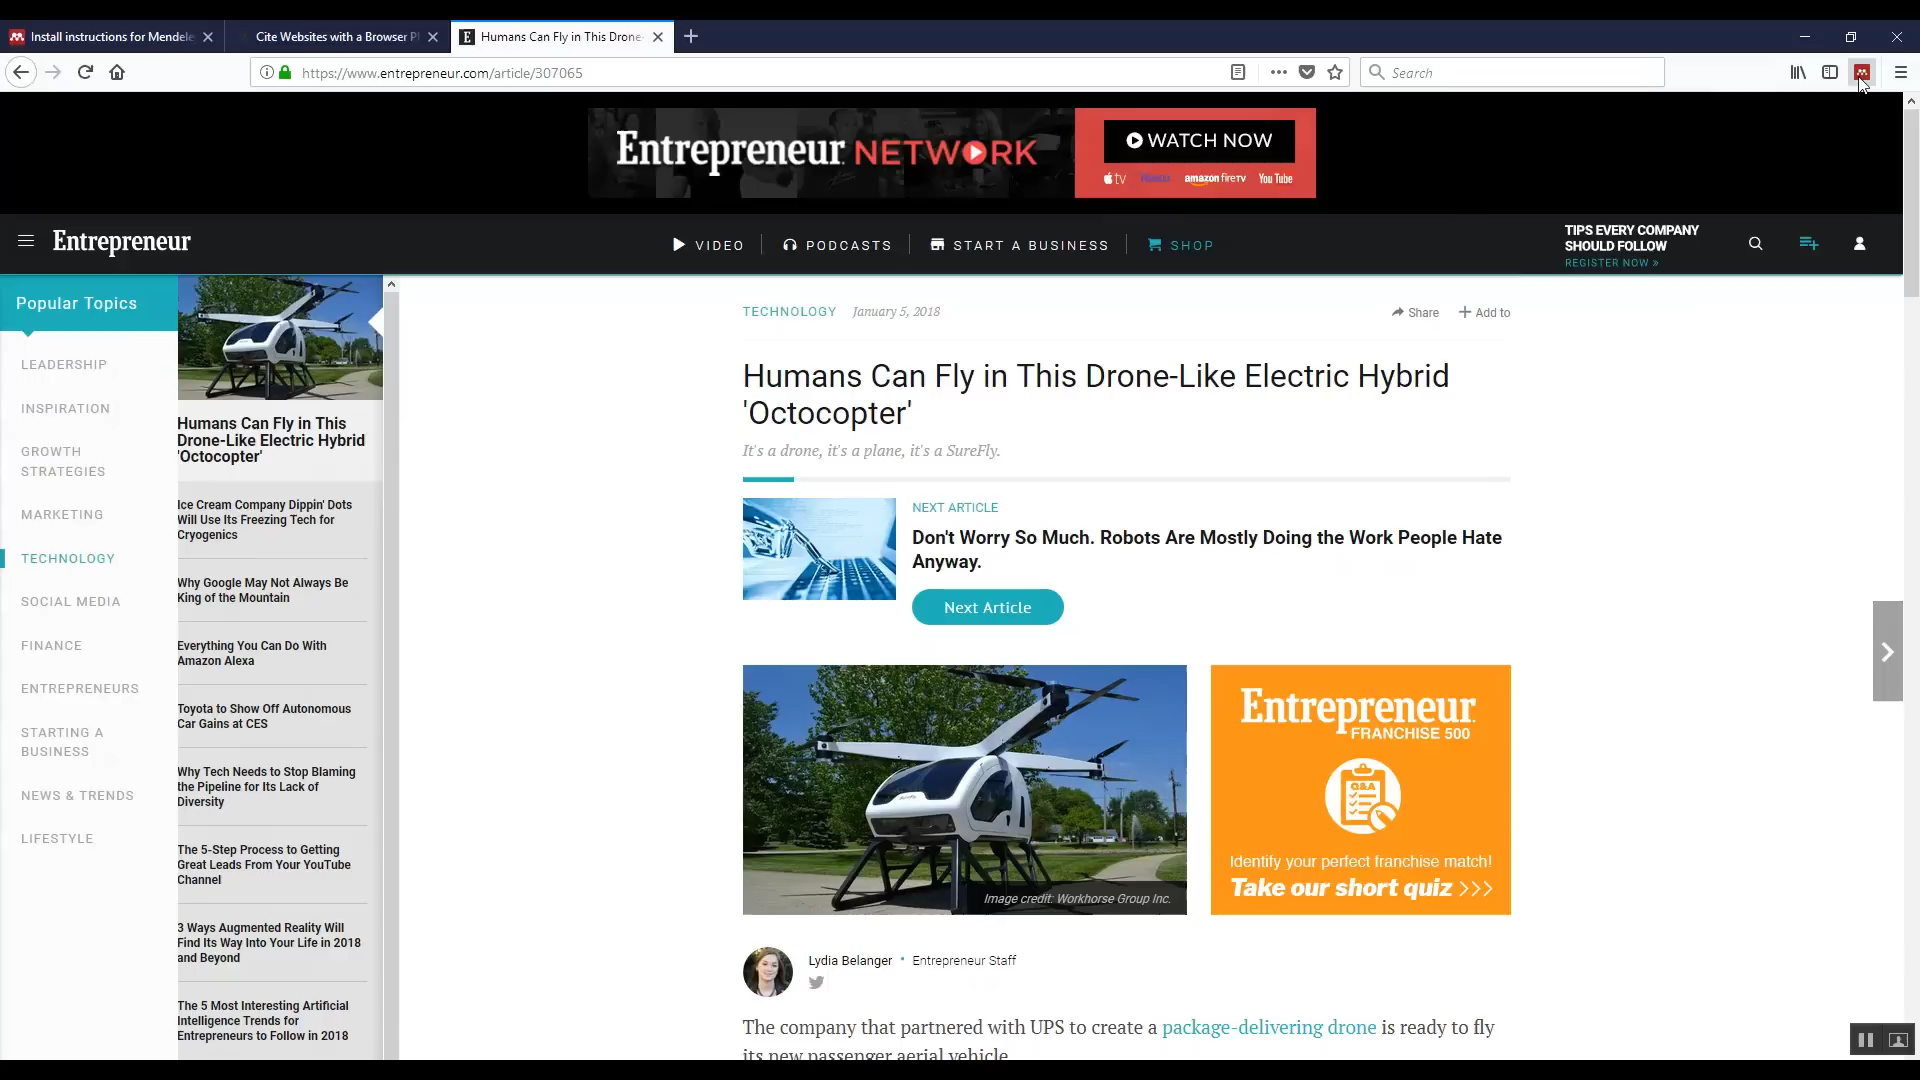 Install instructions for Mendele
Cite Websites with a Browser P
E
Humans Can Fly in This Drone-
https://www.entrepreneur.com/article/307065
Search
Entrepreneur NETWORK
WATCH NOW
tv
amazon fireTV
YouTube
Entrepreneur
VIDEO
PODCASTS
START A BUSINESS
SHOP
TIPS EVERY COMPANY
SHOULD FOLLOW
REGISTER NOW »
Popular Topics
LEADERSHIP
INSPIRATION
GROWTH
STRATEGIES
MARKETING
TECHNOLOGY
SOCIAL MEDIA
FINANCE
ENTREPRENEURS
STARTING A
BUSINESS
NEWS & TRENDS
LIFESTYLE
Humans Can Fly in This
Drone-Like Electric Hybrid
'Octocopter'
Ice Cream Company Dippin' Dots
Will Use Its Freezing Tech for
Cryogenics
Why Google May Not Always Be
King of the Mountain
Everything You Can Do With
Amazon Alexa
Toyota to Show Off Autonomous
Car Gains at CES
Why Tech Needs to Stop Blaming
the Pipeline for Its Lack of
Diversity
The 5-Step Process to Getting
Great Leads From Your YouTube
Channel
3 Ways Augmented Reality Will
Find Its Way Into Your Life in 2018
and Beyond
The 5 Most Interesting Artificial
Intelligence Trends for
Entrepreneurs to Follow in 2018
TECHNOLOGY January 5, 2018
Share
Add to
Humans Can Fly in This Drone-Like Electric Hybrid
'Octocopter'
It's a drone, it's a plane, it's a SureFly.
NEXT ARTICLE
Don't Worry So Much. Robots Are Mostly Doing the Work People Hate
Anyway.
Next Article
Image credit: Workhorse Group Inc.
Entrepreneur
FRANCHISE 500
Q&A
Identify your perfect franchise match!
Take our short quiz >>>
Lydia Belanger • Entrepreneur Staff
The company that partnered with UPS to create a package-delivering drone is ready to fly
its new passenger aerial vehicle.